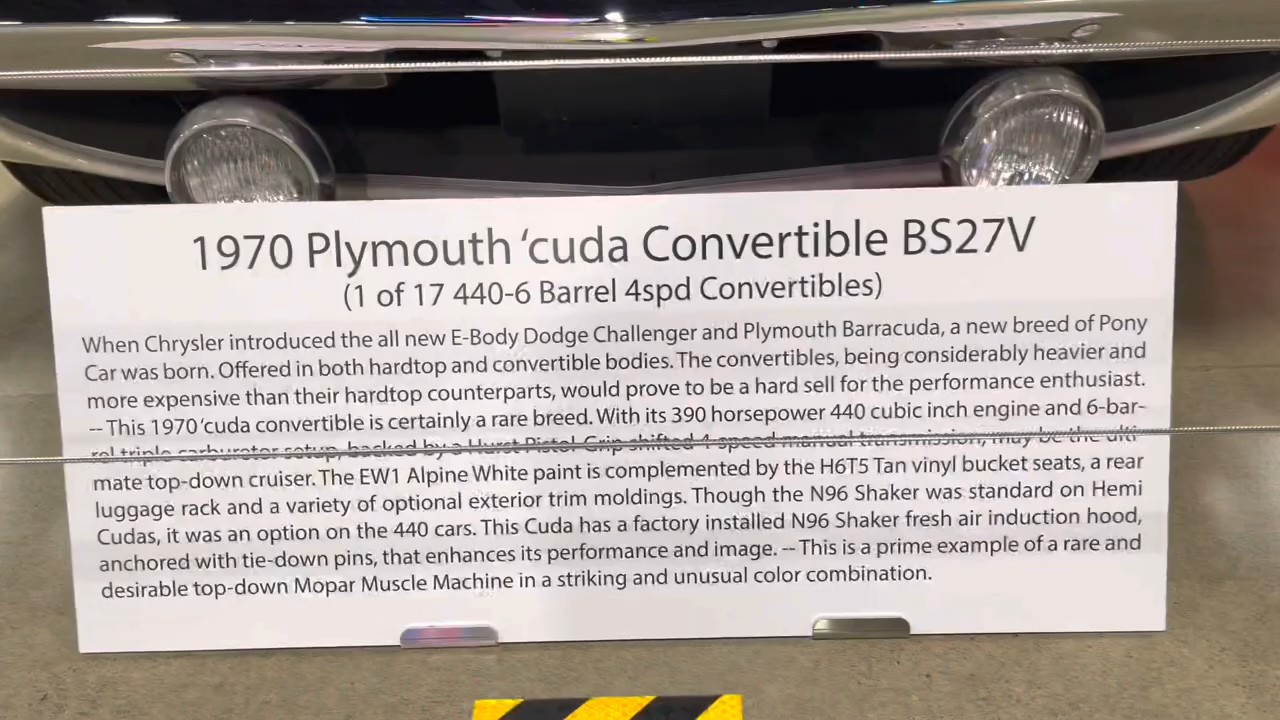 1970 Plymouth ‘cuda Convertible BS27V
(1 of 17 440-6 Barrel 4spd Convertibles)
When Chrysler introduced the all new E-Body Dodge Challenger and Plymouth Barracuda, a new breed of Pony
Car was born. Offered in both hardtop and convertible bodies. The convertibles, being considerably heavier and
more expensive than their hardtop counterparts, would prove to be a hard sell for the performance enthusiast.
-- This 1970 ‘cuda convertible is certainly a rare breed. With its 390 horsepower 440 cubic inch engine and 6-bar-
rel triple carburetor setup, backed by a Hurst Pistol-Grip shifted 4-speed manual transmission, may be the ulti-
mate top-down cruiser. The EW1 Alpine White paint is complemented by the H6T5 Tan vinyl bucket seats, a rear
luggage rack and a variety of optional exterior trim moldings. Though the N96 Shaker was standard on Hemi
Cudas, it was an option on the 440 cars. This Cuda has a factory installed N96 Shaker fresh air induction hood,
anchored with tie-down pins, that enhances its performance and image. -- This is a prime example of a rare and
desirable top-down Mopar Muscle Machine in a striking and unusual color combination.